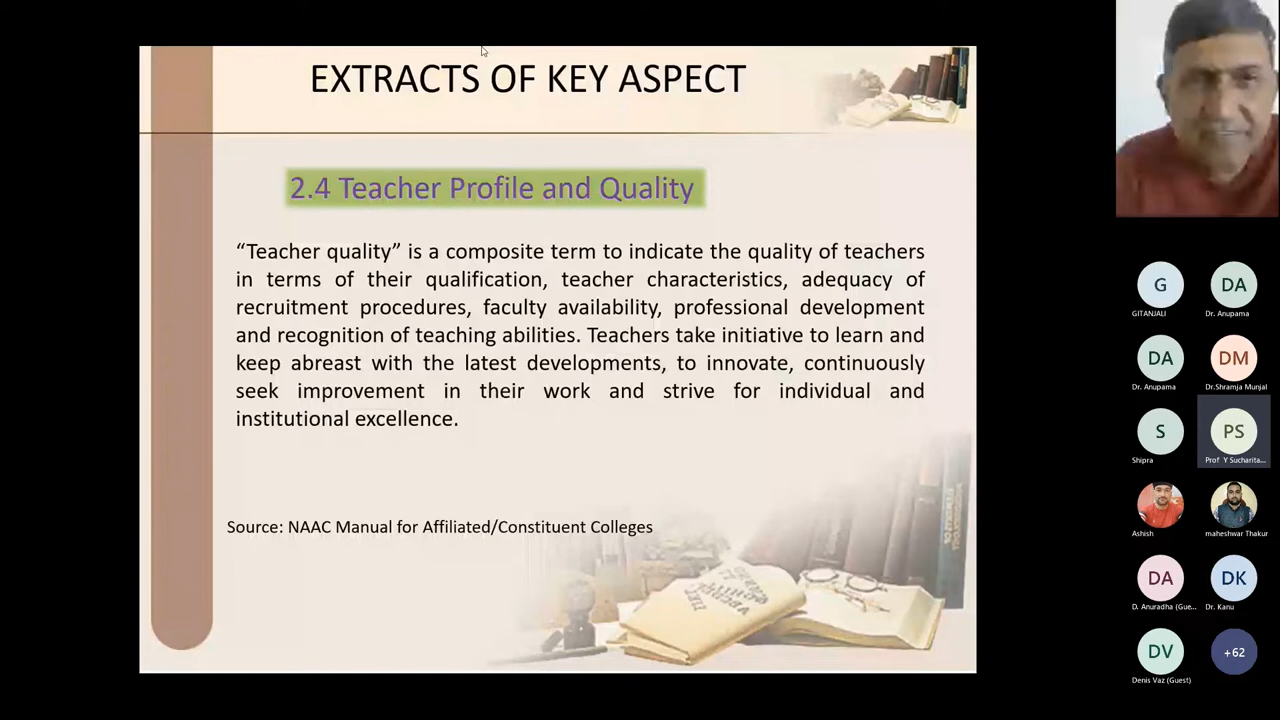 EXTRACTS OF KEY ASPECT
2.4 Teacher Profile and Quality
“Teacher quality” is a composite term to indicate the quality of teachers
in terms of their qualification, teacher characteristics, adequacy of
recruitment procedures, faculty availability, professional development
and recognition of teaching abilities. Teachers take initiative to learn and
keep abreast with the latest developments, to innovate, continuously
seek improvement in their work and strive for individual and
institutional excellence.
Source: NAAC Manual for Affiliated/Constituent Colleges
G
DA
GITANJALI
Dr. Anupama
DA
DM
Dr. Anupama
Dr.Shramja Munjal
S
PS
Shipra
Prof Y Sucharita...
Ashish
maheshwar Thakur
DA
DK
D. Anuradha (Gue...
Dr. Kanu
DV
+62
Denis Vaz (Guest)